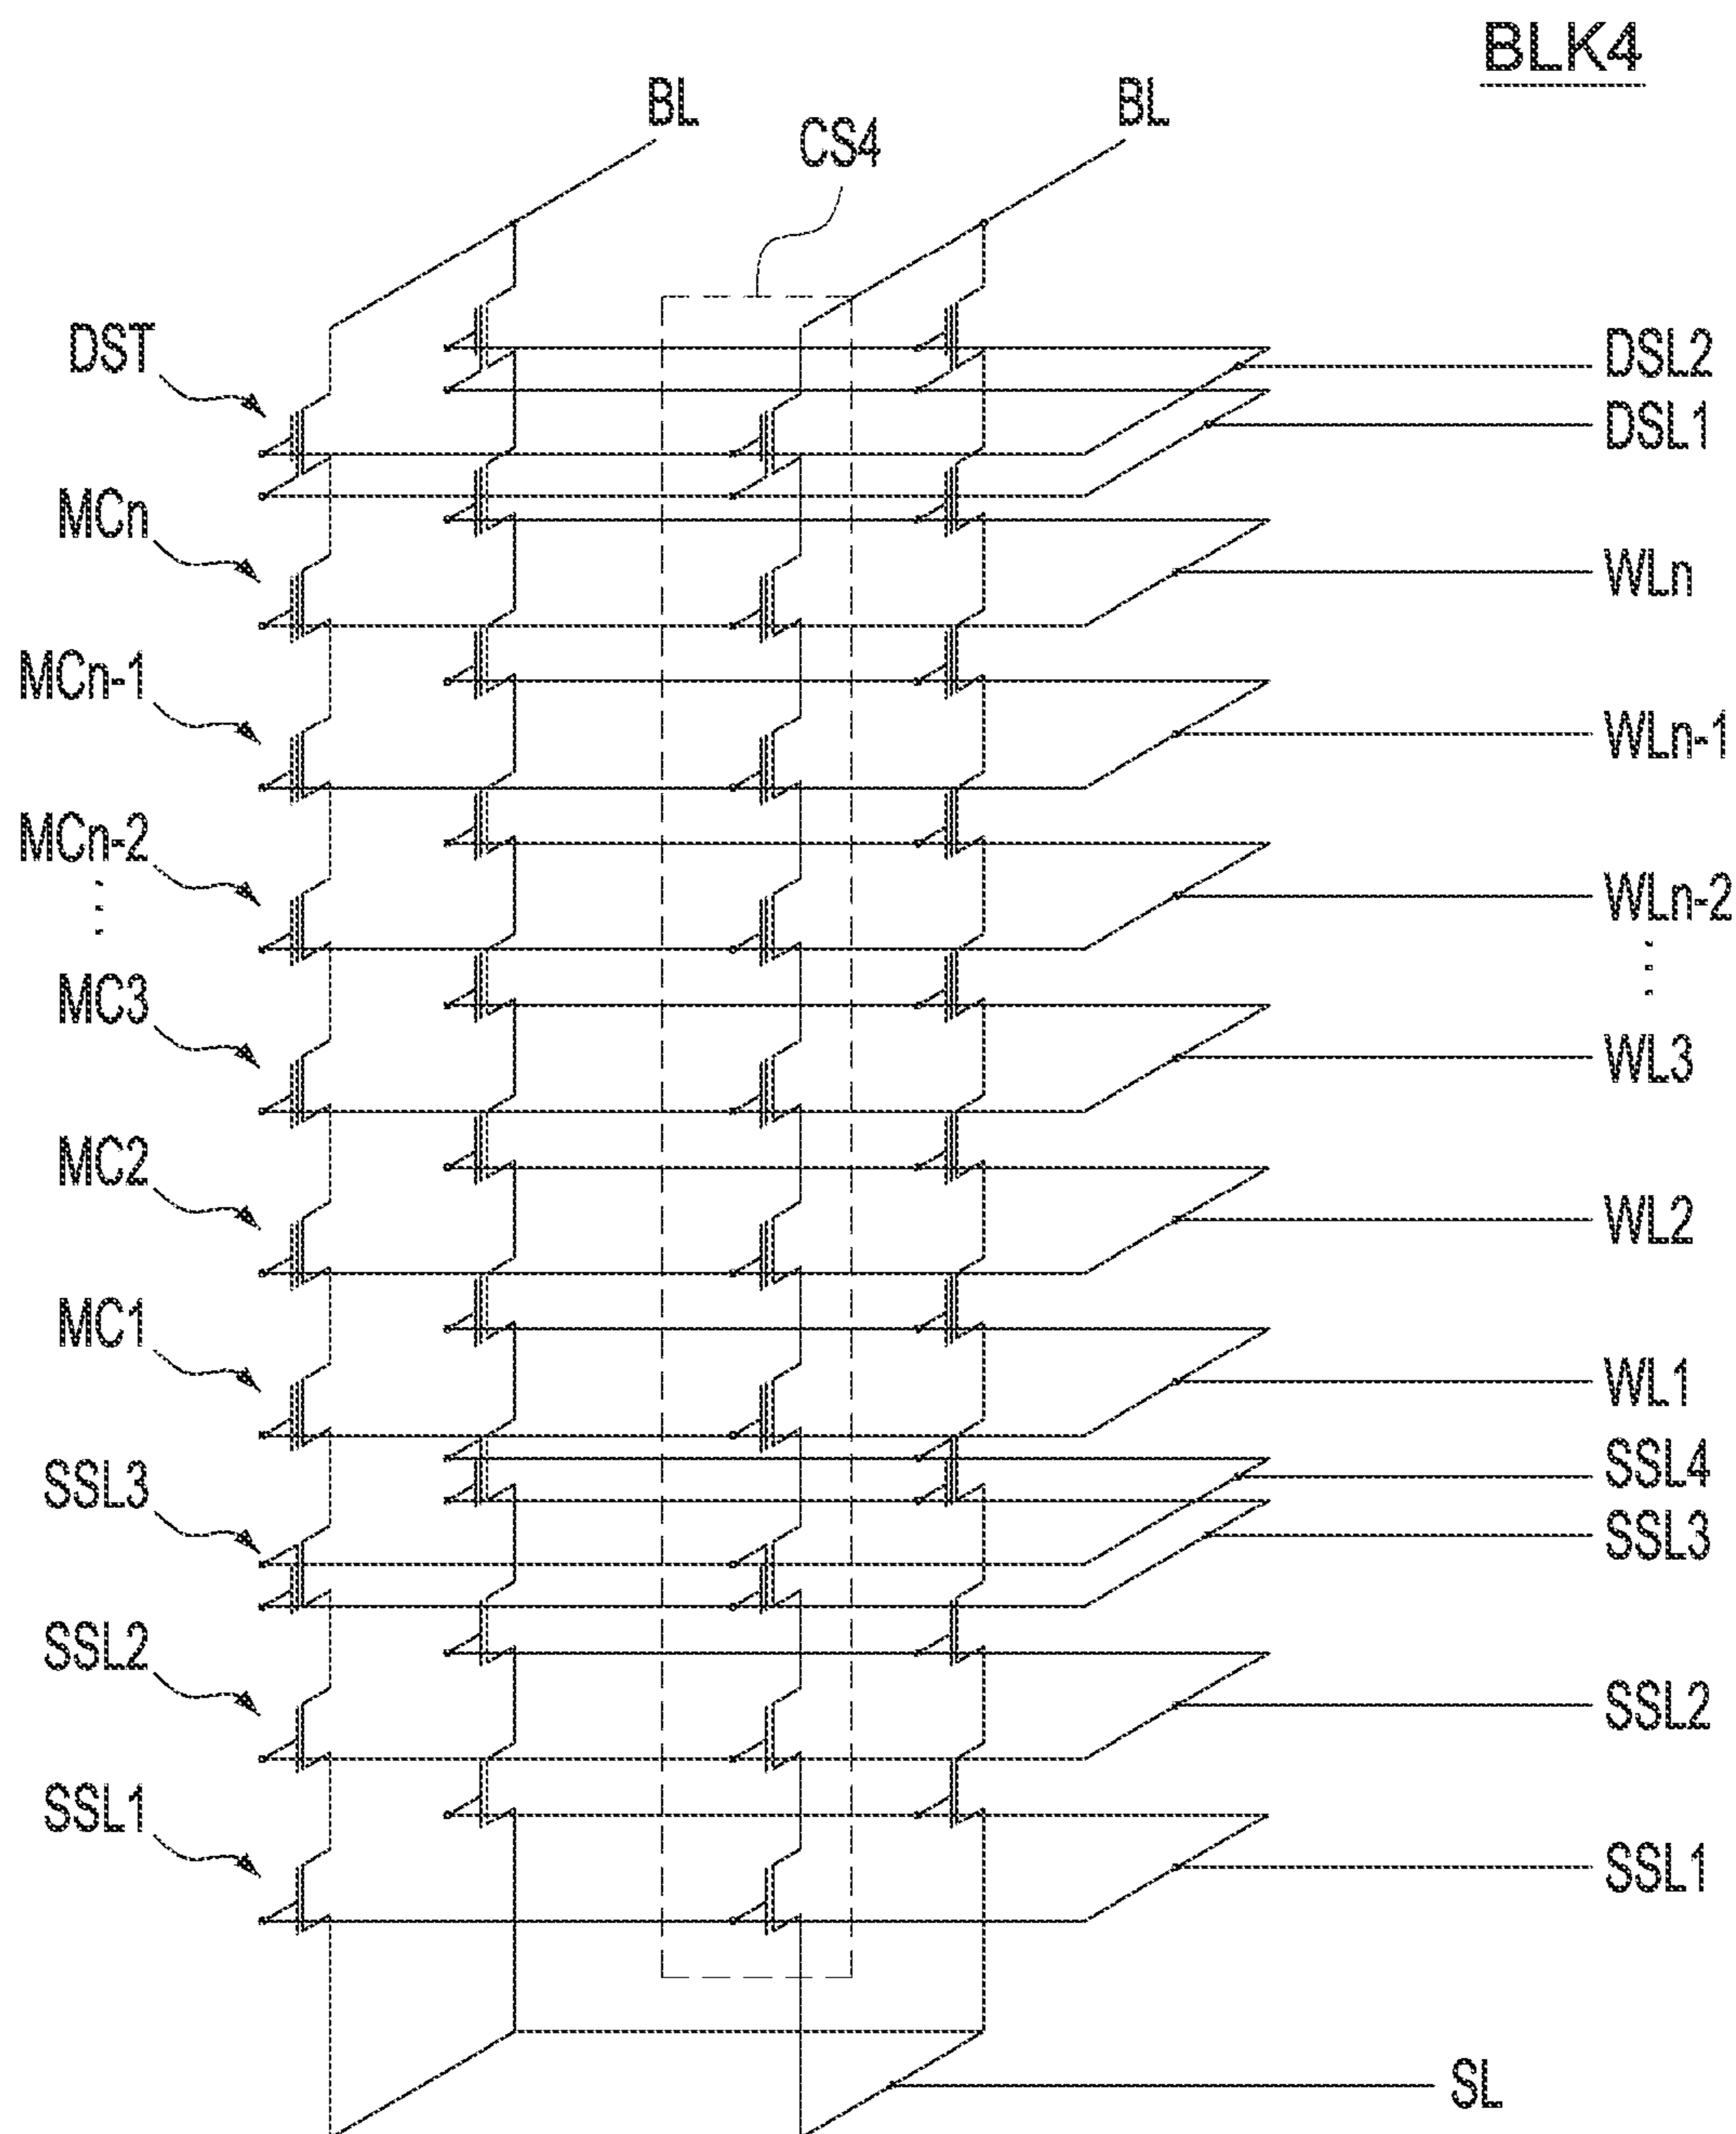 BLK4
BL
BL
CS4
DST
MCn
MCn-1
MCn-2
⋮
MC3
MC2
MC1
SSL3
SSL2
SSL1
DSL2
DSL1
WLn
WLn-1
WLn-2
⋮
WL3
WL2
WL1
SSL4
SSL3
SSL2
SSL1
SL